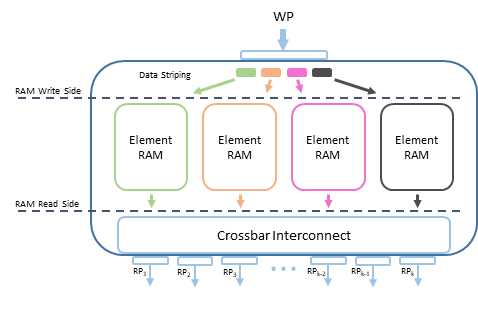 WP
Data Striping
RAM Write Side
Element
RAM
Element
RAM
Element
RAM
Element
RAM
RAM Read Side
Crossbar Interconnect
RP1 RP2 RP3 ••• RPk-2 RPk-1 RPk